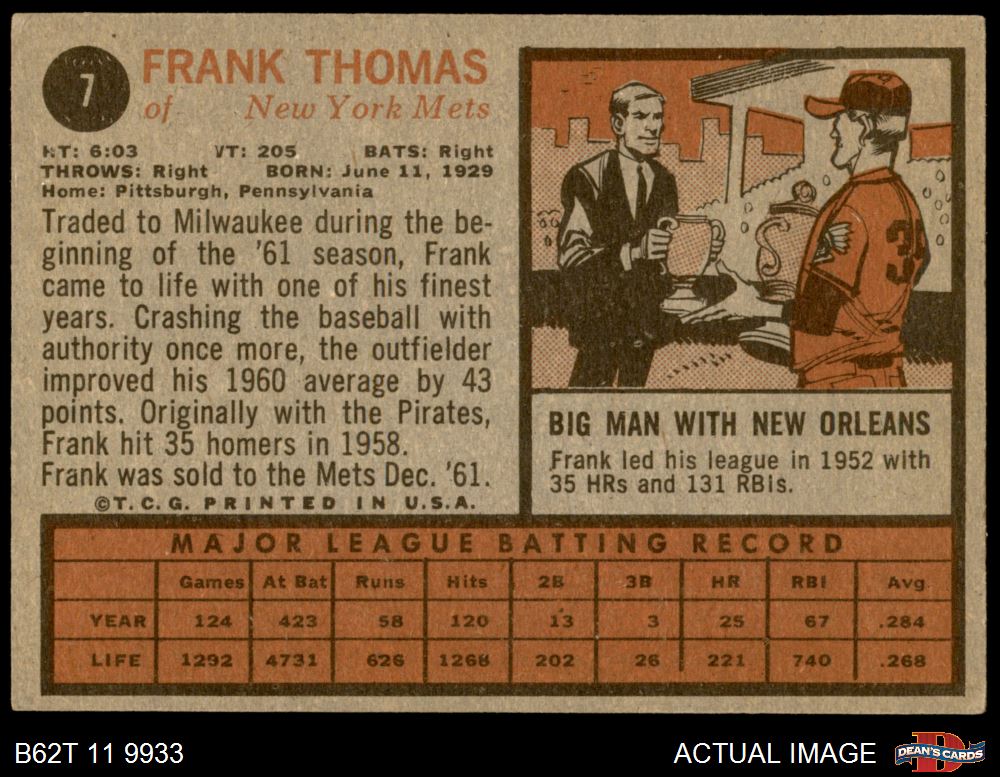 7
FRANK THOMAS
of New York Mets
HT: 6:03 WT: 205 BATS: Right
THROWS: Right BORN: June 11, 1929
Home: Pittsburgh, Pennsylvania
Traded to Milwaukee during the be-
ginning of the '61 season, Frank
came to life with one of his finest
years. Crashing the baseball with
authority once more, the outfielder
improved his 1960 average by 43
points. Originally with the Pirates,
Frank hit 35 homers in 1958.
Frank was sold to the Mets Dec. '61.
©T.C.G. PRINTED IN U.S.A.
BIG MAN WITH NEW ORLEANS
Frank led his league in 1952 with
35 HRs and 131 RBIs.
MAJOR LEAGUE BATTING RECORD
Games At Bat Runs Hits 2B 3B HR RBI Avg.
YEAR 124 423 58 120 13 3 25 67 .284
LIFE 1292 4731 626 1268 202 26 221 740 .268
B62T 11 9933
ACTUAL IMAGE
D
DEAN'S CARDS